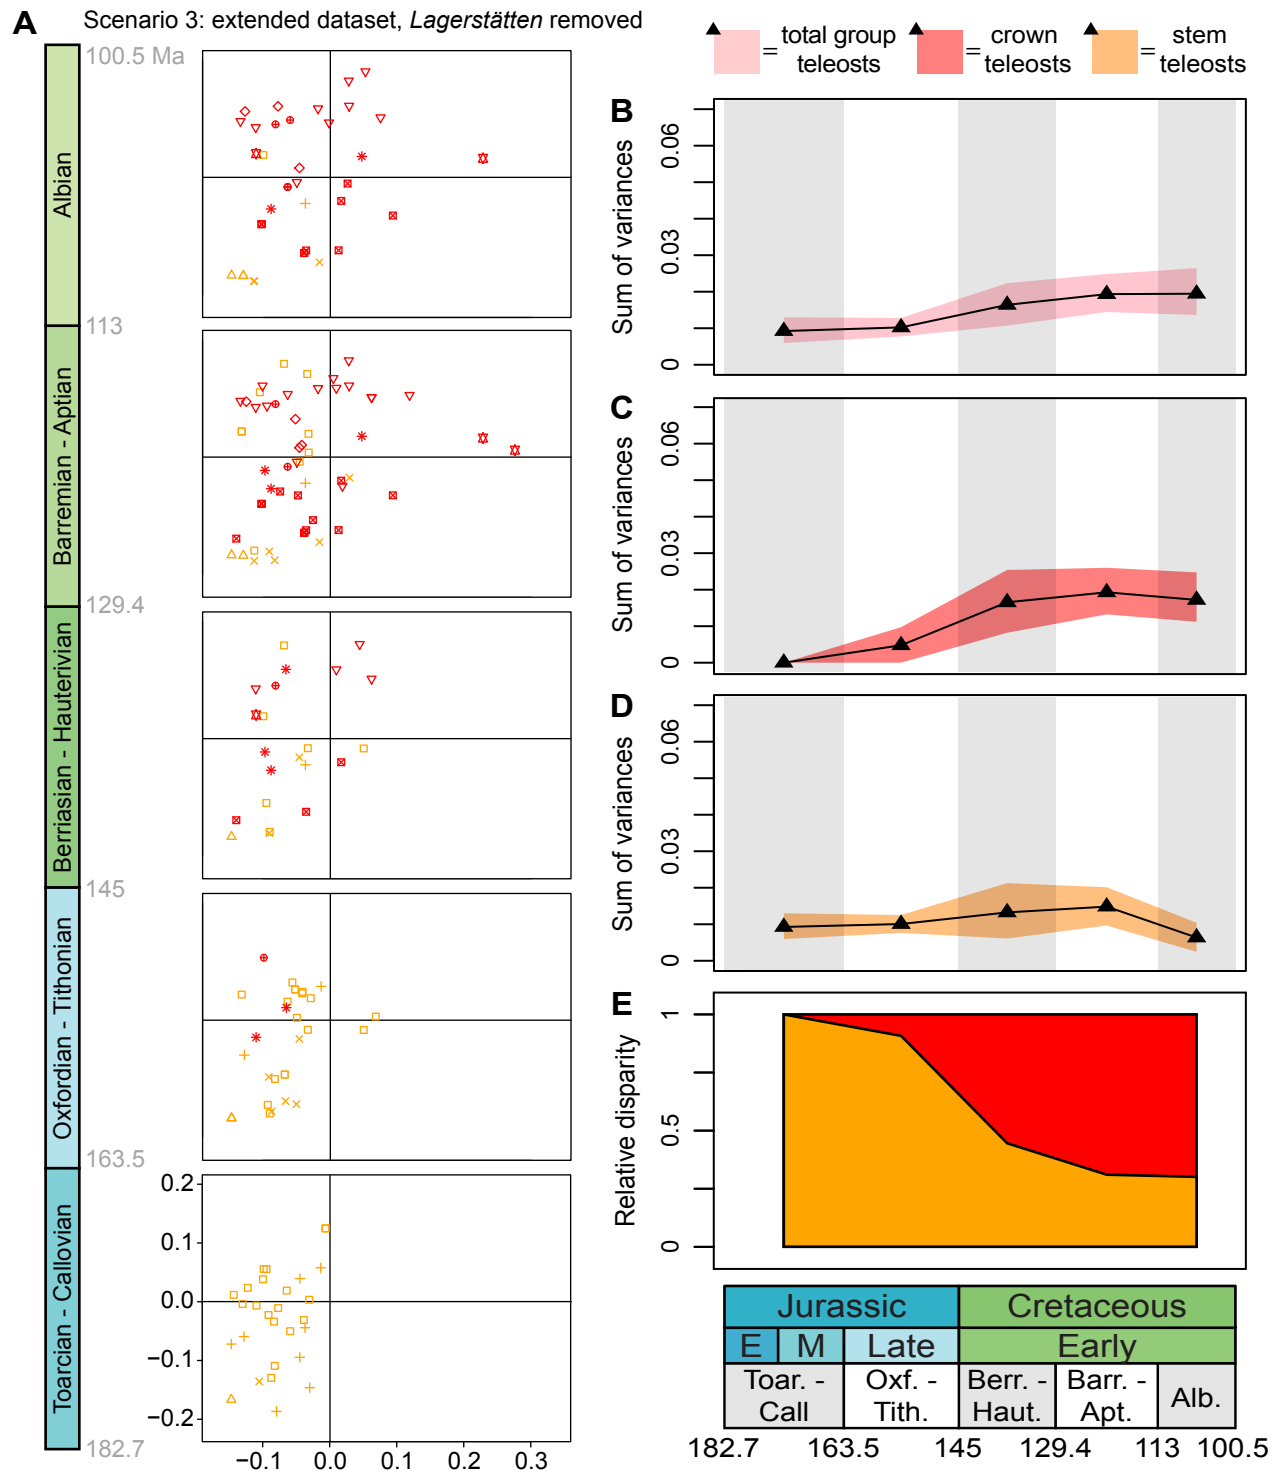 A
Scenario 3: extended dataset, Lagerstätten removed
100.5 Ma
Albian
113
Barremian - Aptian
129.4
Berriasian - Hauterivian
145
Oxfordian - Tithonian
163.5
Toarcian - Callovian
182.7
0.2
0.1
0.0
−0.1
−0.2
−0.1 0.0 0.1 0.2 0.3
= total group teleosts
= crown teleosts
= stem teleosts
B
Sum of variances
0.06
0.03
0
C
Sum of variances
0.06
0.03
0
D
Sum of variances
0.06
0.03
0
E
Relative disparity
1
0.5
0
Jurassic Cretaceous
E M Late Early
Toar. - Call
Oxf. - Tith.
Berr. - Haut.
Barr. - Apt.
Alb.
182.7 163.5 145 129.4 113 100.5